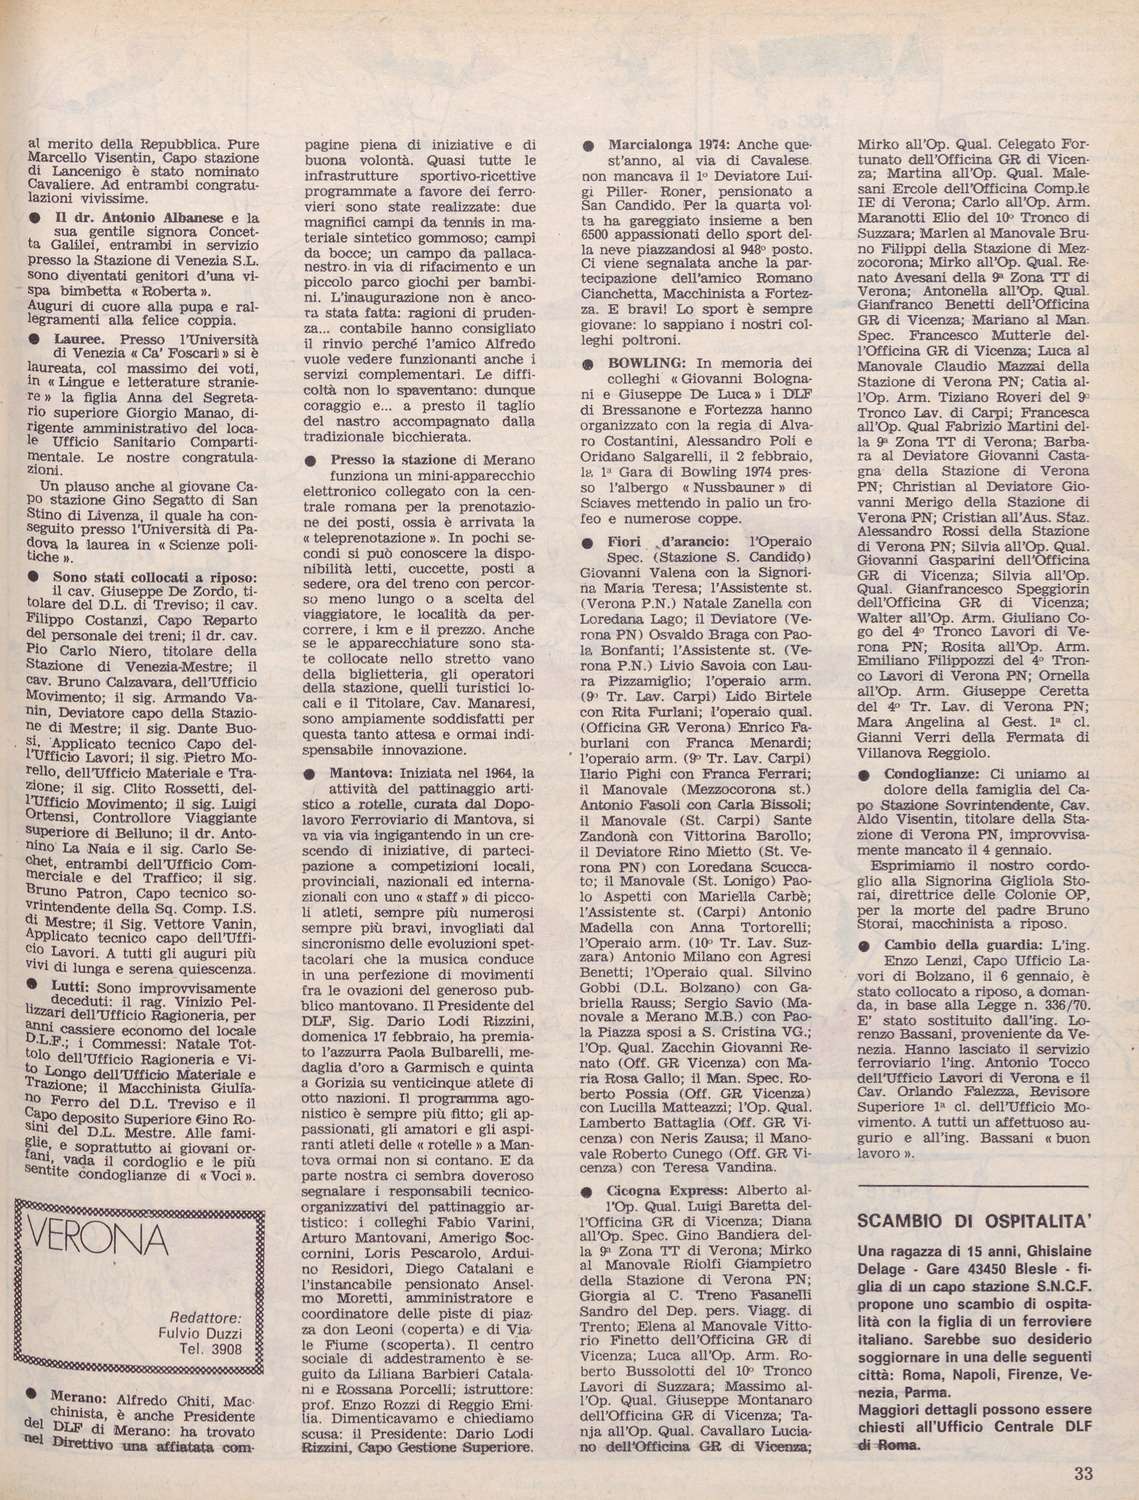 al merito della Repubblica. Pure
Marcello Visentin, Capo stazione
di Lancenigo è stato nominato
Cavaliere. Ad entrambi congratu-
lazioni vivissime.
● Il dr. Antonio Albanese e la
sua gentile signora Concet-
ta Galilei, entrambi in servizio
presso la Stazione di Venezia S.L.
sono diventati genitori d'una vi-
spa bimbetta « Roberta ».
Auguri di cuore alla pupa e ral-
legramenti alla felice coppia.
● Lauree. Presso l'Università
di Venezia « Ca' Foscari » si è
laureata, col massimo dei voti,
in « Lingue e letterature stranie-
re » la figlia Anna del Segreta-
rio superiore Giorgio Manao, di-
rigente amministrativo del loca-
le Ufficio Sanitario Comparti-
mentale. Le nostre congratula-
zioni.
Un plauso anche al giovane Ca-
po stazione Gino Segatto di San
Stino di Livenza, il quale ha con-
seguito presso l'Università di Pa-
dova la laurea in « Scienze poli-
tiche ».
● Sono stati collocati a riposo:
il cav. Giuseppe De Zordo, ti-
tolare del D.L. di Treviso; il cav.
Filippo Costanzi, Capo Reparto
del personale dei treni; il dr. cav.
Pio Carlo Niero, titolare della
Stazione di Venezia-Mestre; il
cav. Bruno Calzavara, dell'Ufficio
Movimento; il sig. Armando Va-
nin, Deviatore capo della Stazio-
ne di Mestre; il sig. Dante Buo-
si, Applicato tecnico Capo del-
l'Ufficio Lavori; il sig. Pietro Mo-
rello, dell'Ufficio Materiale e Tra-
zione; il sig. Clito Rossetti, del-
l'Ufficio Movimento; il sig. Luigi
Ortensi, Controllore Viaggiante
superiore di Belluno; il dr. Anto-
nino La Naia e il sig. Carlo Se-
chet, entrambi dell'Ufficio Com-
merciale e del Traffico; il sig.
Bruno Patron, Capo tecnico so-
vrintendente della Sq. Comp. I.S.
di Mestre; il Sig. Vettore Vanin,
Applicato tecnico capo dell'Uffi-
cio Lavori. A tutti gli auguri più
vivi di lunga e serena quiescenza.
● Lutti: Sono improvvisamente
deceduti: il rag. Vinizio Pel-
lizzari dell'Ufficio Ragioneria, per
anni cassiere economo del locale
D.L.F.; i Commessi: Natale Tot-
tolo dell'Ufficio Ragioneria e Vi-
to Longo dell'Ufficio Materiale e
Trazione; il Macchinista Giulia-
no Ferro del D.L. Treviso e il
Capo deposito Superiore Gino Ro-
sini del D.L. Mestre. Alle fami-
glie, e soprattutto ai giovani or-
fani, vada il cordoglio e le più
sentite condoglianze di « Voci ».
VERONA
Redattore:
Fulvio Duzzi
Tel. 3908
● Merano: Alfredo Chiti, Mac-
chinista, è anche Presidente
del DLF di Merano: ha trovato
nel Direttivo una affiatata com-
pagine piena di iniziative e di
buona volontà. Quasi tutte le
infrastrutture sportivo-ricettive
programmate a favore dei ferro-
vieri sono state realizzate: due
magnifici campi da tennis in ma-
teriale sintetico gommoso; campi
da bocce; un campo da pallaca-
nestro in via di rifacimento e un
piccolo parco giochi per bambi-
ni. L'inaugurazione non è anco-
ra stata fatta: ragioni di pruden-
za... contabile hanno consigliato
il rinvio perché l'amico Alfredo
vuole vedere funzionanti anche i
servizi complementari. Le diffi-
coltà non lo spaventano: dunque
coraggio e... a presto il taglio
del nastro accompagnato dalla
tradizionale bicchierata.
● Presso la stazione di Merano
funziona un mini-apparecchio
elettronico collegato con la cen-
trale romana per la prenotazio-
ne dei posti, ossia è arrivata la
« teleprenotazione ». In pochi se-
condi si può conoscere la dispo-
nibilità letti, cuccette, posti a
sedere, ora del treno con percor-
so meno lungo o a scelta del
viaggiatore, le località da per-
correre, i km e il prezzo. Anche
se le apparecchiature sono sta-
te collocate nello stretto vano
della biglietteria, gli operatori
della stazione, quelli turistici lo-
cali e il Titolare, Cav. Manaresi,
sono ampiamente soddisfatti per
questa tanto attesa e ormai indi-
spensabile innovazione.
● Mantova: Iniziata nel 1964, la
attività del pattinaggio arti-
stico a rotelle, curata dal Dopo-
lavoro Ferroviario di Mantova, si
va via via ingigantendo in un cre-
scendo di iniziative, di parteci-
pazione a competizioni locali,
provinciali, nazionali ed interna-
zionali con uno « staff » di picco-
li atleti, sempre più numerosi
sempre più bravi, invogliati dal
sincronismo delle evoluzioni spet-
tacolari che la musica conduce
in una perfezione di movimenti
fra le ovazioni del generoso pub-
blico mantovano. Il Presidente del
DLF, Sig. Dario Lodi Rizzini,
domenica 17 febbraio, ha premia-
to l'azzurra Paola Bulbarelli, me-
daglia d'oro a Garmisch e quinta
a Gorizia su venticinque atlete di
otto nazioni. Il programma ago-
nistico è sempre più fitto; gli ap-
passionati, gli amatori e gli aspi-
ranti atleti delle « rotelle » a Man-
tova ormai non si contano. E da
parte nostra ci sembra doveroso
segnalare i responsabili tecnico-
organizzativi del pattinaggio ar-
tistico: i colleghi Fabio Varini,
Arturo Mantovani, Amerigo Soc-
cornini, Loris Pescarolo, Ardui-
no Residori, Diego Catalani e
l'instancabile pensionato Ansel-
mo Moretti, amministratore e
coordinatore delle piste di piaz-
za don Leoni (coperta) e di Via-
le Fiume (scoperta). Il centro
sociale di addestramento è se-
guito da Liliana Barbieri Catala-
ni e Rossana Porcelli; istruttore:
prof. Enzo Rozzi di Reggio Emi-
lia. Dimenticavamo e chiediamo
scusa: il Presidente: Dario Lodi
Rizzini, Capo Gestione Superiore.
● Marcialonga 1974: Anche que-
st'anno, al via di Cavalese
non mancava il 1º Deviatore Lui-
gi Piller- Roner, pensionato a
San Candido. Per la quarta vol-
ta ha gareggiato insieme a ben
6500 appassionati dello sport del-
la neve piazzandosi al 948º posto.
Ci viene segnalata anche la par-
tecipazione dell'amico Romano
Cianchetta, Macchinista a Fortez-
za. E bravi! Lo sport è sempre
giovane: lo sappiano i nostri col-
leghi poltroni.
● BOWLING: In memoria dei
colleghi « Giovanni Bologna-
ni e Giuseppe De Luca » i DLF
di Bressanone e Fortezza hanno
organizzato con la regia di Alva-
ro Costantini, Alessandro Poli e
Oridano Salgarelli, il 2 febbraio,
la 1ª Gara di Bowling 1974 pres-
so l'albergo « Nussbauner » di
Sciaves mettendo in palio un tro-
feo e numerose coppe.
● Fiori d'arancio: l'Operaio
Spec. (Stazione S. Candido)
Giovanni Valena con la Signori-
na Maria Teresa; l'Assistente st.
(Verona P.N.) Natale Zanella con
Loredana Lago; il Deviatore (Ve-
rona PN) Osvaldo Braga con Pao-
la Bonfanti; l'Assistente st. (Ve-
rona P.N.) Livio Savoia con Lau-
ra Pizzamiglio; l'operaio arm.
(9º Tr. Lav. Carpi) Lido Birtele
con Rita Furlani; l'operaio qual.
(Officina GR Verona) Enrico Fa-
burlani con Franca Menardi;
l'operaio arm. (9º Tr. Lav. Carpi)
Ilario Pighi con Franca Ferrari;
il Manovale (Mezzocorona st.)
Antonio Fasoli con Carla Bissoli;
il Manovale (St. Carpi) Sante
Zandonà con Vittorina Barollo;
il Deviatore Rino Mietto (St. Ve-
rona PN) con Loredana Scucca-
to; il Manovale (St. Lonigo) Pao-
lo Aspetti con Mariella Carbè;
l'Assistente st. (Carpi) Antonio
Madella con Anna Tortorelli;
l'Operaio arm. (10º Tr. Lav. Suz-
zara) Antonio Milano con Agresi
Benetti; l'Operaio qual. Silvino
Gobbi (D.L. Bolzano) con Ga-
briella Rauss; Sergio Savio (Ma-
novale a Merano M.B.) con Pao-
la Piazza sposi a S. Cristina VG.;
l'Op. Qual. Zacchin Giovanni Re-
nato (Off. GR Vicenza) con Ma-
ria Rosa Gallo; il Man. Spec. Ro-
berto Possia (Off. GR Vicenza)
con Lucilla Matteazzi; l'Op. Qual.
Lamberto Battaglia (Off. GR Vi-
cenza) con Neris Zausa; il Mano-
vale Roberto Cunego (Off. GR Vi-
cenza) con Teresa Vandina.
● Cicogna Express: Alberto al-
l'Op. Qual. Luigi Baretta del-
l'Officina GR di Vicenza; Diana
all'Op. Spec. Gino Bandiera del-
la 9ª Zona TT di Verona; Mirko
al Manovale Riolfi Giampietro
della Stazione di Verona PN;
Giorgia al C. Treno Fasanelli
Sandro del Dep. pers. Viagg. di
Trento; Elena al Manovale Vitto-
rio Finetto dell'Officina GR di
Vicenza; Luca all'Op. Arm. Ro-
berto Bussolotti del 10º Tronco
Lavori di Suzzara; Massimo al-
l'Op. Qual. Giuseppe Montanaro
dell'Officina GR di Vicenza; Ta-
nja all'Op. Qual. Cavallaro Lucia-
no dell'Officina GR di Vicenza;
Mirko all'Op. Qual. Celegato For-
tunato dell'Officina GR di Vicen-
za; Martina all'Op. Qual. Male-
sani Ercole dell'Officina Comp.le
IE di Verona; Carlo all'Op. Arm.
Maranotti Elio del 10º Tronco di
Suzzara; Marlen al Manovale Bru-
no Filippi della Stazione di Mez-
zocorona; Mirko all'Op. Qual. Re-
nato Avesani della 9ª Zona TT di
Verona; Antonella all'Op. Qual.
Gianfranco Benetti dell'Officina
GR di Vicenza; Mariano al Man.
Spec. Francesco Mutterle del-
l'Officina GR di Vicenza; Luca al
Manovale Claudio Mazzai della
Stazione di Verona PN; Catia al-
l'Op. Arm. Tiziano Roveri del 9º
Tronco Lav. di Carpi; Francesca
all'Op. Qual Fabrizio Martini del-
la 9ª Zona TT di Verona; Barba-
ra al Deviatore Giovanni Casta-
gna della Stazione di Verona
PN; Christian al Deviatore Gio-
vanni Merigo della Stazione di
Verona PN; Cristian all'Aus. Staz.
Alessandro Rossi della Stazione
di Verona PN; Silvia all'Op. Qual.
Giovanni Gasparini dell'Officina
GR di Vicenza; Silvia all'Op.
Qual. Gianfrancesco Speggiorin
dell'Officina GR di Vicenza;
Walter all'Op. Arm. Giuliano Co-
go del 4º Tronco Lavori di Ve-
rona PN; Rosita all'Op. Arm.
Emiliano Filippozzi del 4º Tron-
co Lavori di Verona PN; Ornella
all'Op. Arm. Giuseppe Ceretta
del 4º Tr. Lav. di Verona PN;
Mara Angelina al Gest. 1ª cl.
Gianni Verri della Fermata di
Villanova Reggiolo.
● Condoglianze: Ci uniamo al
dolore della famiglia del Ca-
po Stazione Sovrintendente, Cav.
Aldo Visentin, titolare della Sta-
zione di Verona PN, improvvisa-
mente mancato il 4 gennaio.
Esprimiamo il nostro cordo-
glio alla Signorina Gigliola Sto-
rai, direttrice delle Colonie OP,
per la morte del padre Bruno
Storai, macchinista a riposo.
● Cambio della guardia: L'ing.
Enzo Lenzi, Capo Ufficio La-
vori di Bolzano, il 6 gennaio, è
stato collocato a riposo, a doman-
da, in base alla Legge n. 336/70.
E' stato sostituito dall'ing. Lo-
renzo Bassani, proveniente da Ve-
nezia. Hanno lasciato il servizio
ferroviario l'ing. Antonio Tocco
dell'Ufficio Lavori di Verona e il
Cav. Orlando Falezza, Revisore
Superiore 1ª cl. dell'Ufficio Mo-
vimento. A tutti un affettuoso au-
gurio e all'ing. Bassani « buon
lavoro ».
SCAMBIO DI OSPITALITA'
Una ragazza di 15 anni, Ghislaine
Delage - Gare 43450 Blesle - fi-
glia di un capo stazione S.N.C.F.
propone uno scambio di ospita-
lità con la figlia di un ferroviere
italiano. Sarebbe suo desiderio
soggiornare in una delle seguenti
città: Roma, Napoli, Firenze, Ve-
nezia, Parma.
Maggiori dettagli possono essere
chiesti all'Ufficio Centrale DLF
di Roma.
33